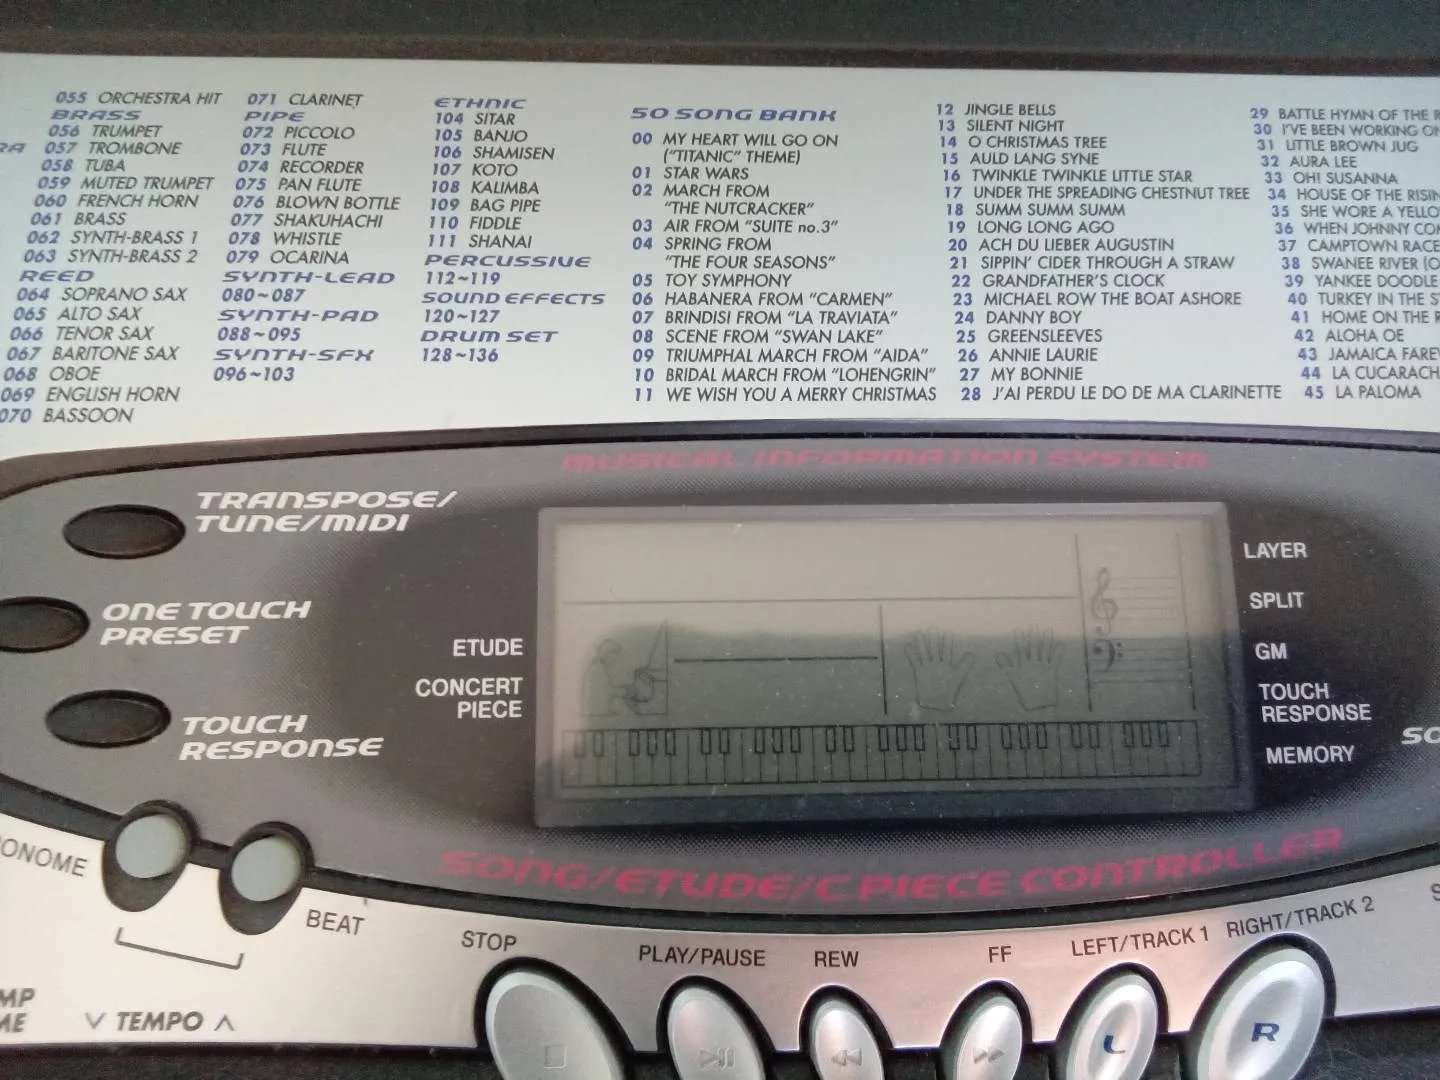 055 ORCHESTRA HIT
BRASS
056 TRUMPET
057 TROMBONE
058 TUBA
059 MUTED TRUMPET
060 FRENCH HORN
061 BRASS
062 SYNTH-BRASS 1
063 SYNTH-BRASS 2
REED
064 SOPRANO SAX
065 ALTO SAX
066 TENOR SAX
067 BARITONE SAX
068 OBOE
069 ENGLISH HORN
070 BASSOON
071 CLARINET
PIPE
072 PICCOLO
073 FLUTE
074 RECORDER
075 PAN FLUTE
076 BLOWN BOTTLE
077 SHAKUHACHI
078 WHISTLE
079 OCARINA
SYNTH-LEAD
080~087
SYNTH-PAD
088~095
SYNTH-SFX
096~103
ETHNIC
104 SITAR
105 BANJO
106 SHAMISEN
107 KOTO
108 KALIMBA
109 BAG PIPE
110 FIDDLE
111 SHANAI
PERCUSSIVE
112~119
SOUND EFFECTS
120~127
DRUM SET
128~136
50 SONG BANK
00 MY HEART WILL GO ON
("TITANIC" THEME)
01 STAR WARS
02 MARCH FROM
"THE NUTCRACKER"
03 AIR FROM "SUITE no.3"
04 SPRING FROM
"THE FOUR SEASONS"
05 TOY SYMPHONY
06 HABANERA FROM "CARMEN"
07 BRINDISI FROM "LA TRAVIATA"
08 SCENE FROM "SWAN LAKE"
09 TRIUMPHAL MARCH FROM "AIDA"
10 BRIDAL MARCH FROM "LOHENGRIN"
11 WE WISH YOU A MERRY CHRISTMAS
12 JINGLE BELLS
13 SILENT NIGHT
14 O CHRISTMAS TREE
15 AULD LANG SYNE
16 TWINKLE TWINKLE LITTLE STAR
17 UNDER THE SPREADING CHESTNUT TREE
18 SUMM SUMM SUMM
19 LONG LONG AGO
20 ACH DU LIEBER AUGUSTIN
21 SIPPIN' CIDER THROUGH A STRAW
22 GRANDFATHER'S CLOCK
23 MICHAEL ROW THE BOAT ASHORE
24 DANNY BOY
25 GREENSLEEVES
26 ANNIE LAURIE
27 MY BONNIE
28 J'AI PERDU LE DO DE MA CLARINETTE
29 BATTLE HYMN OF THE
30 I'VE BEEN WORKING
31 LITTLE BROWN JUG
32 AURA LEE
33 OH! SUSANNA
34 HOUSE OF THE
35 SHE WORE A
36 WHEN JOHNNY
37 CAMPTOWN
38 SWANEE RIVER
39 YANKEE DOODLE
40 TURKEY IN THE
41 HOME ON THE
42 ALOHA OE
43 JAMAICA
44 LA
45 LA PALOMA
MUSICAL INFORMATION SYSTEM
TRANSPOSE/
TUNE/MIDI
ONE TOUCH
PRESET
TOUCH
RESPONSE
ETUDE
CONCERT
PIECE
LAYER
SPLIT
GM
TOUCH
RESPONSE
MEMORY
SONG/ETUDE/C.PIECE CONTROLLER
BEAT
TEMPO
STOP
PLAY/PAUSE
REW
FF
LEFT/TRACK 1
RIGHT/TRACK 2
L
R